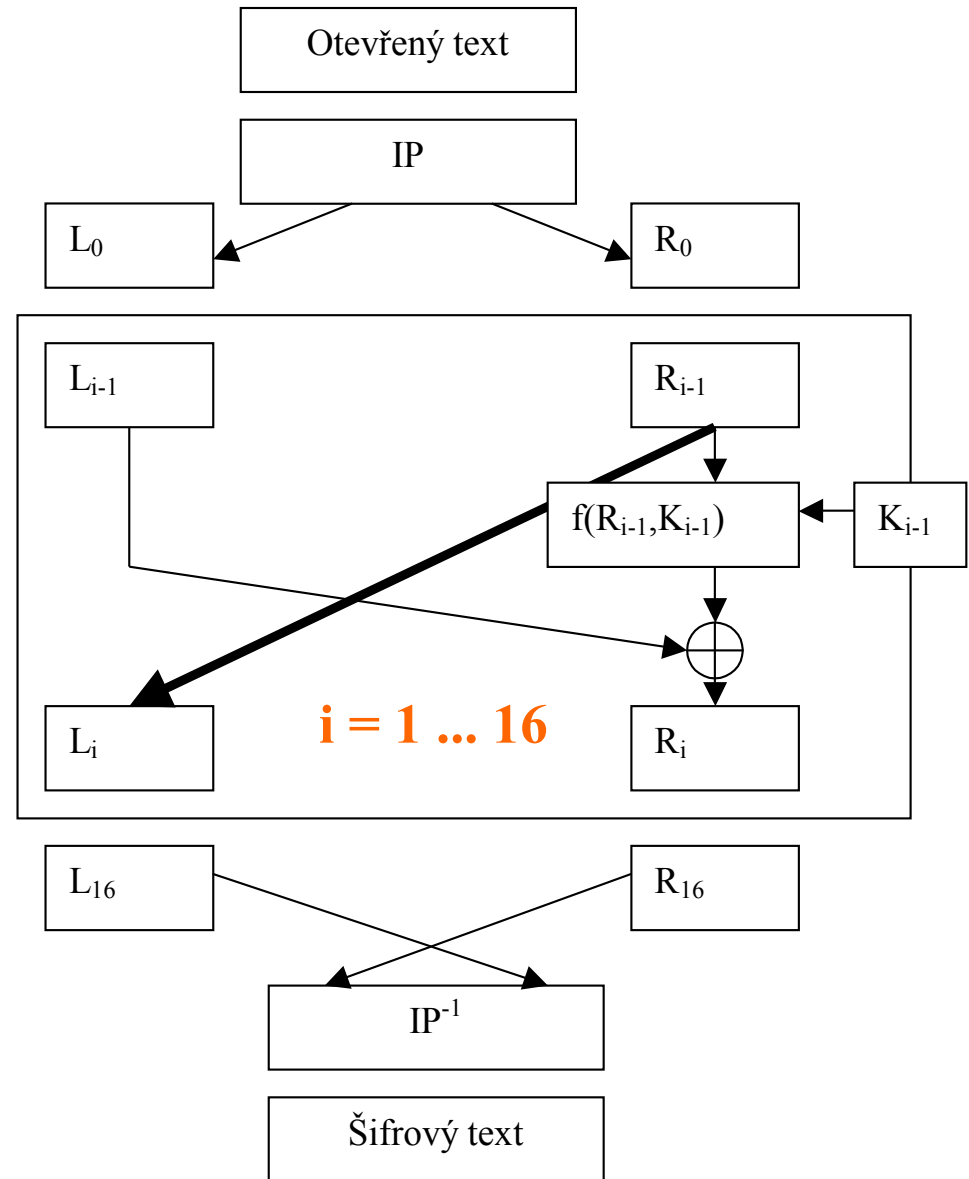 Otevřený text
IP
L₀ R₀
Lᵢ₋₁ Rᵢ₋₁
f(Rᵢ₋₁,Kᵢ₋₁) Kᵢ₋₁
Lᵢ i = 1 ... 16 Rᵢ
L₁₆ R₁₆
IP⁻¹
Šifrový text